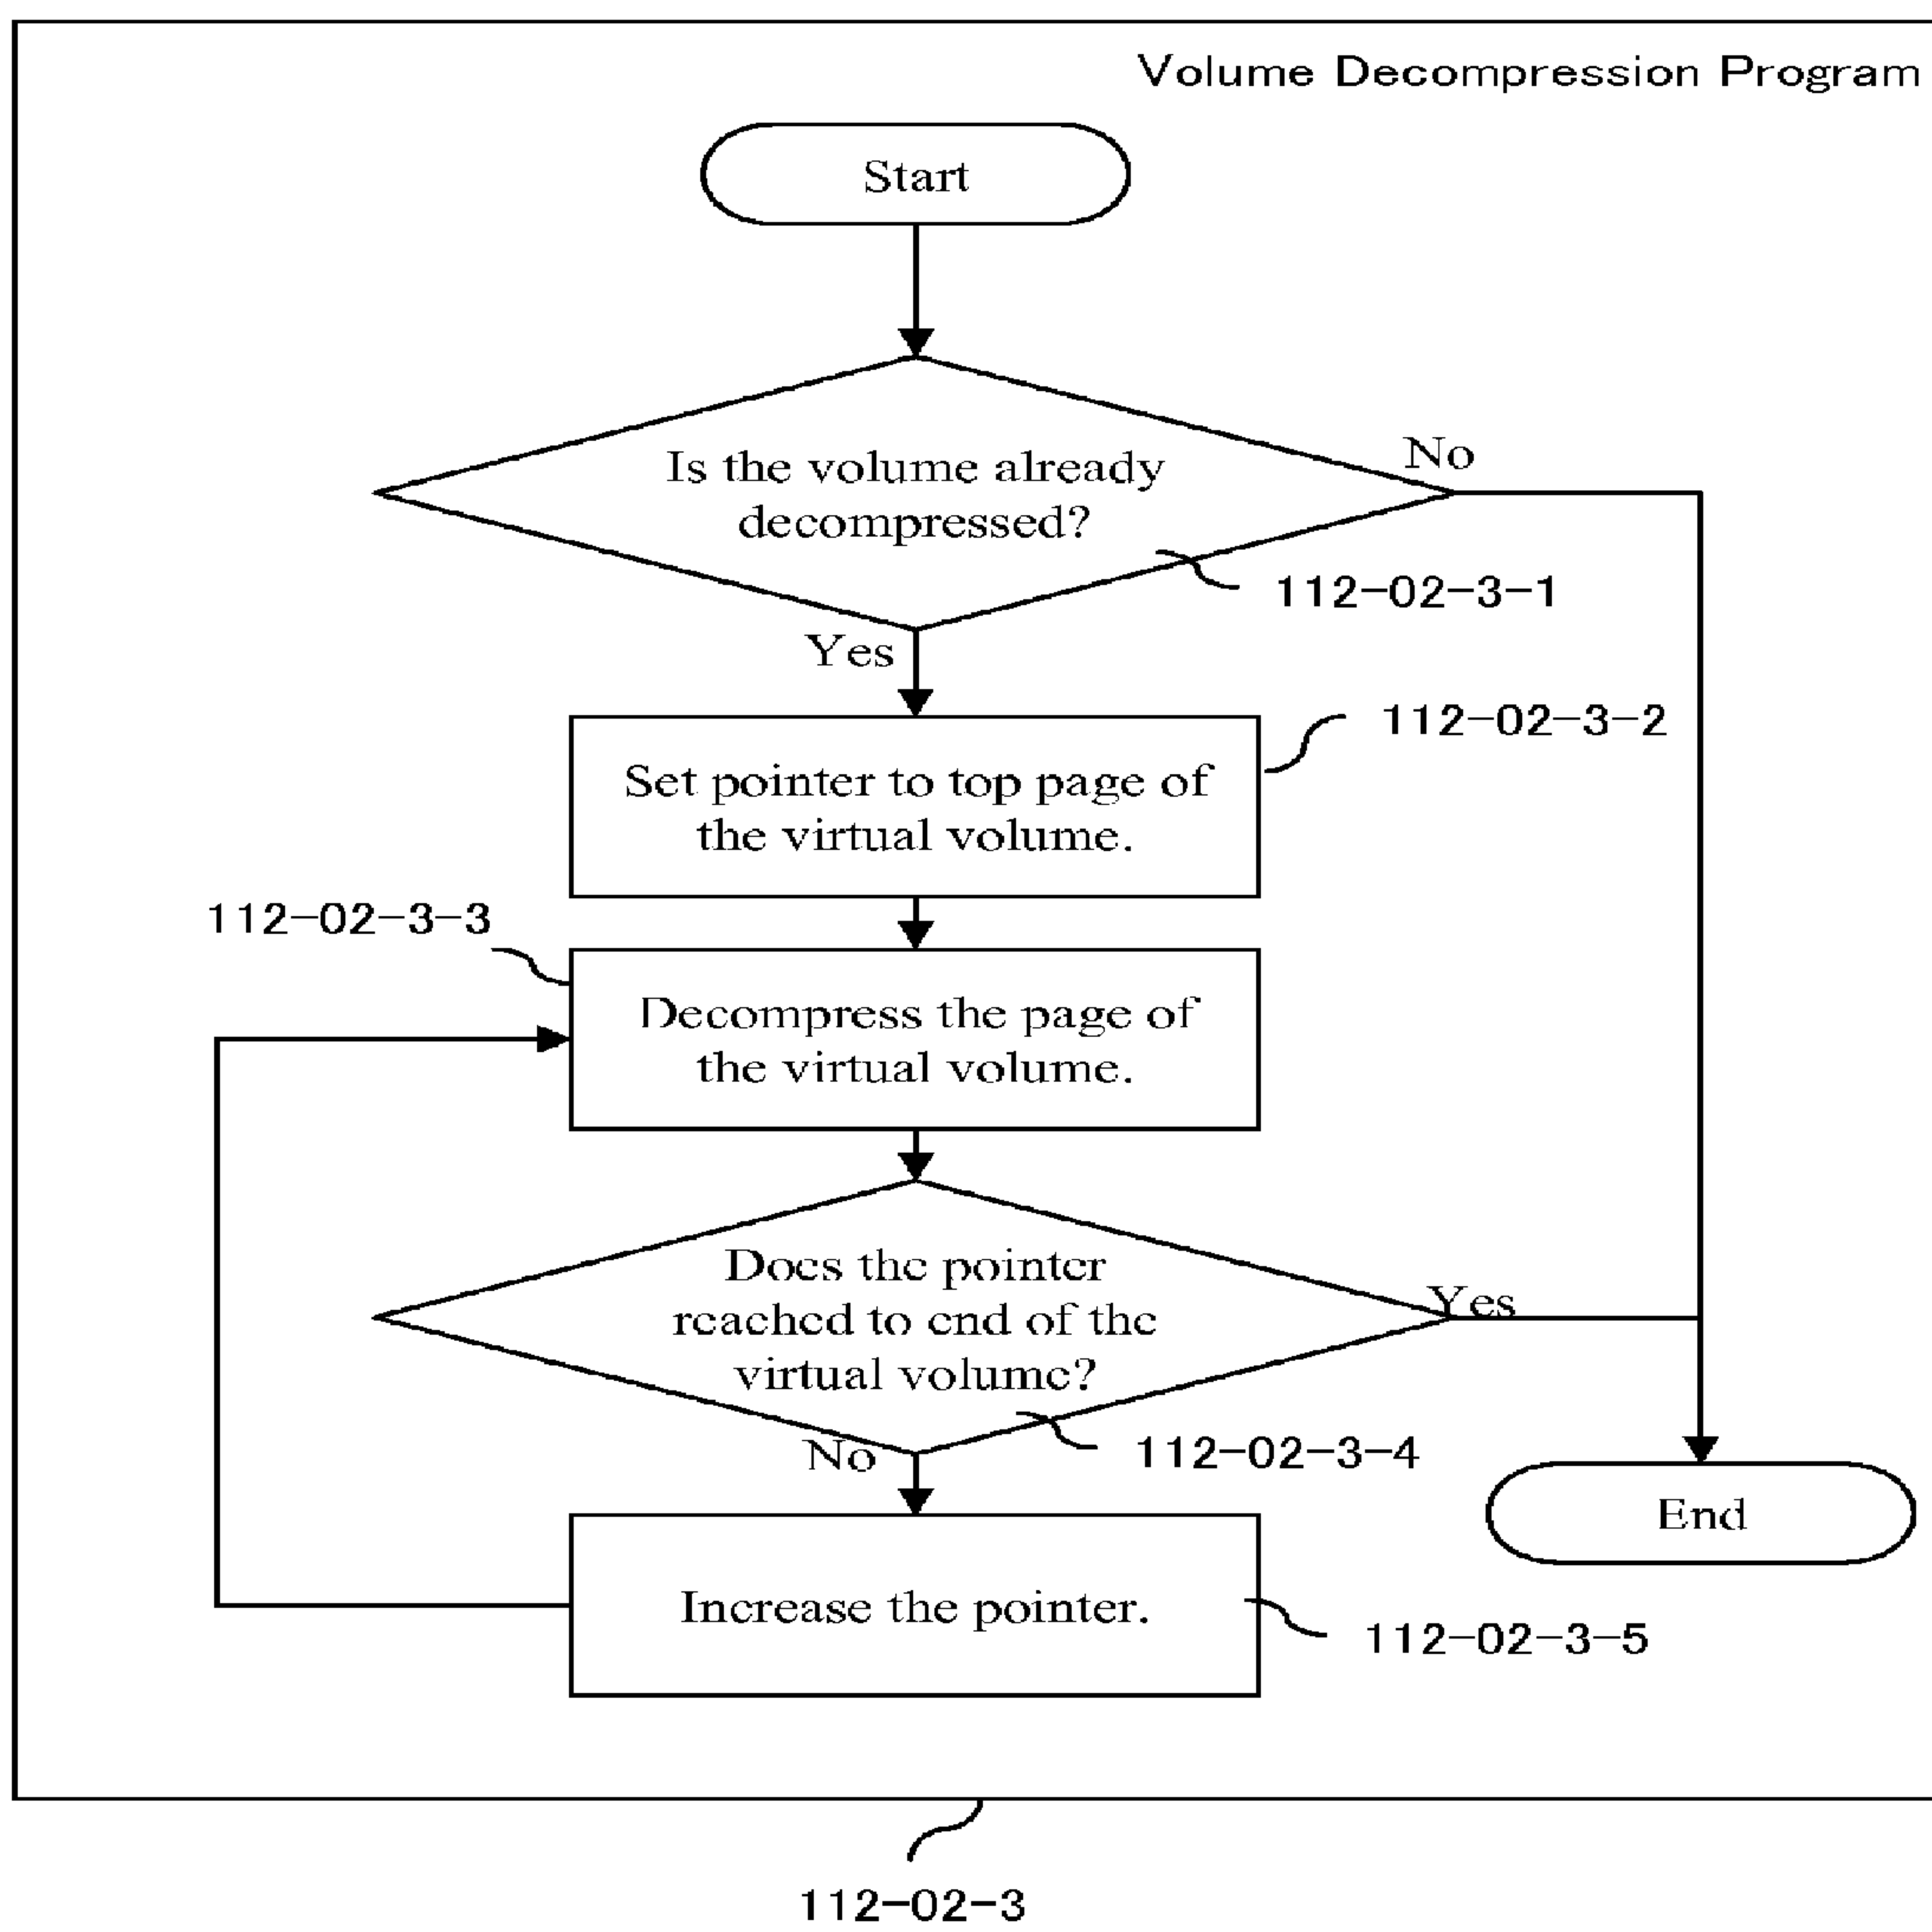 Volume Decompression Program
Start
Is the volume already
decompressed?
No
112-02-3-1
Yes
112-02-3-2
Set pointer to top page of
the virtual volume.
112-02-3-3
Decompress the page of
the virtual volume.
Does the pointer
reached to end of the
virtual volume?
Yes
No
112-02-3-4
End
Increase the pointer.
112-02-3-5
112-02-3